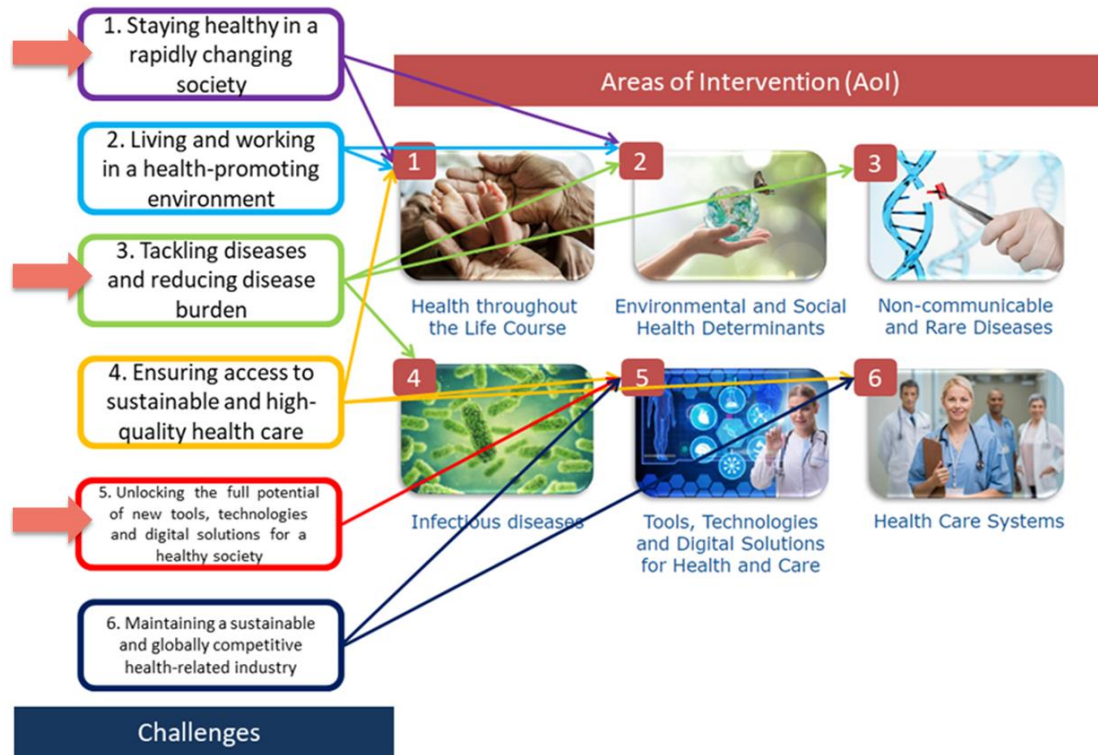 1. Staying healthy in a
rapidly changing
society
2. Living and working
in a health-promoting
environment
3. Tackling diseases
and reducing disease
burden
4. Ensuring access to
sustainable and high-
quality health care
5. Unlocking the full potential
of new tools, technologies
and digital solutions for a
healthy society
6. Maintaining a sustainable
and globally competitive
health-related industry
Challenges
Areas of Intervention (AoI)
1
Health throughout
the Life Course
2
Environmental and Social
Health Determinants
3
Non-communicable
and Rare Diseases
4
Infectious diseases
5
Tools, Technologies
and Digital Solutions
for Health and Care
6
Health Care Systems